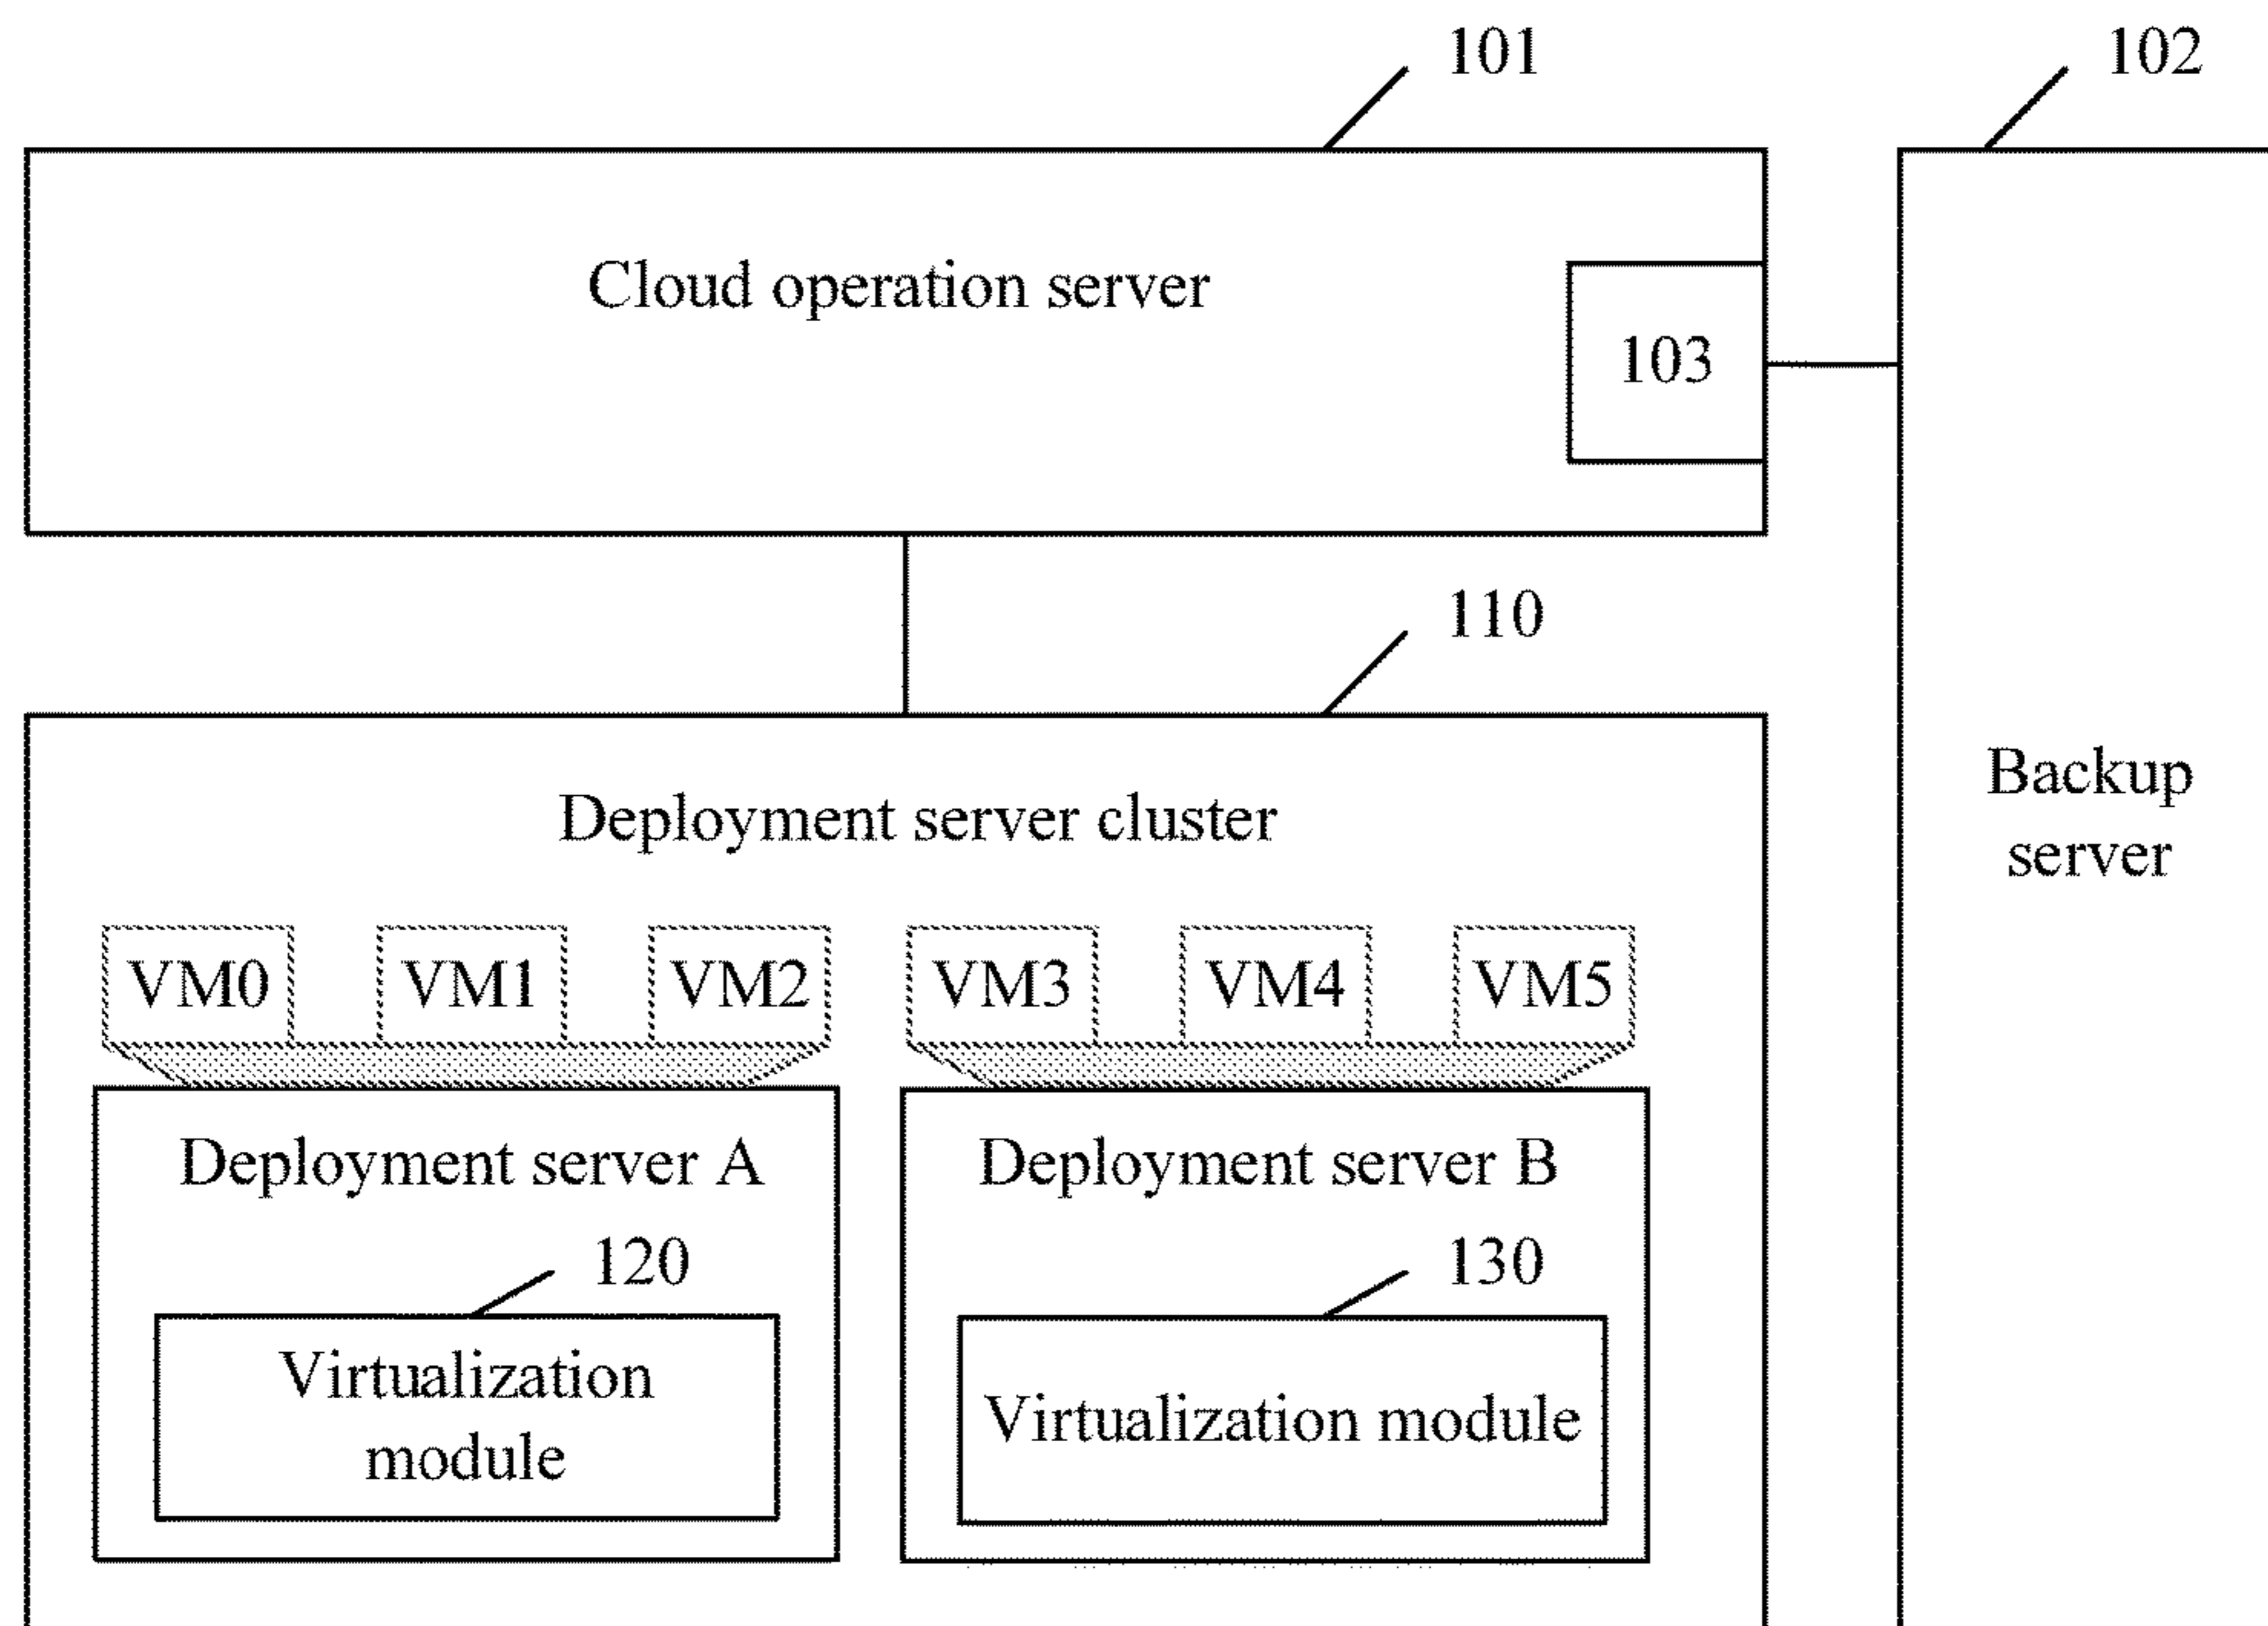 101
102
Cloud operation server
103
110
Deployment server cluster
Backup
server
VM0 VM1 VM2 VM3 VM4 VM5
Deployment server A
Deployment server B
120
130
Virtualization
module
Virtualization module